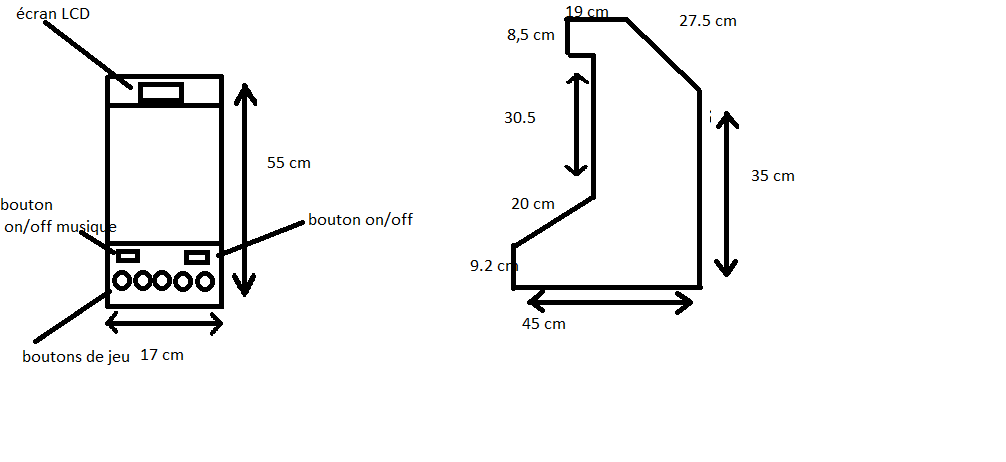 écran LCD
55 cm
bouton
on/off musique
bouton on/off
boutons de jeu
17 cm
19 cm
27.5 cm
8,5 cm
30.5
35 cm
20 cm
9.2 cm
45 cm